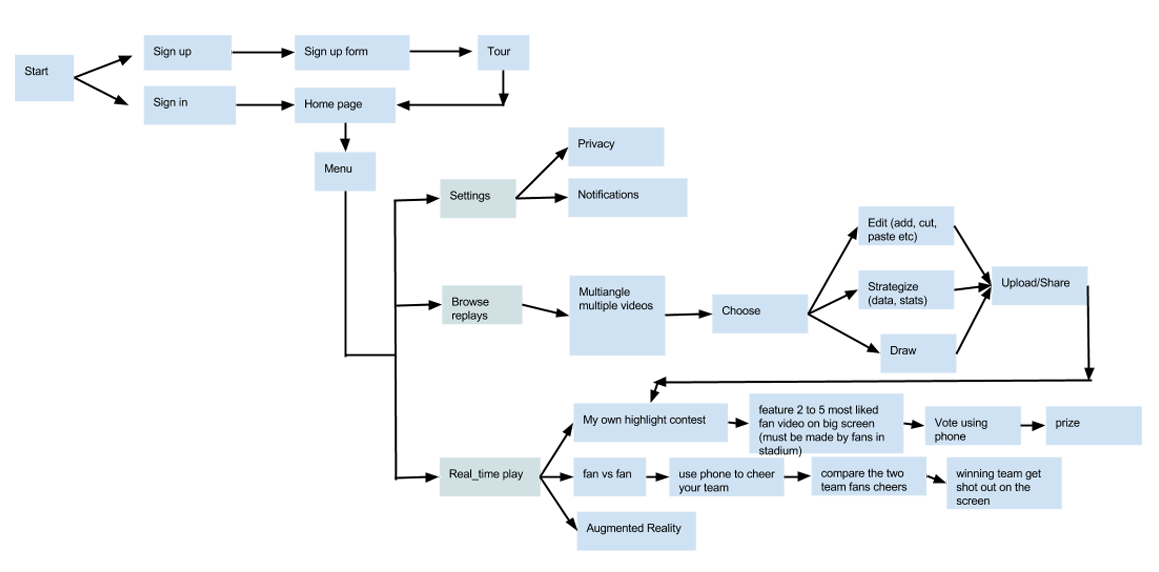 Start
Sign up
Sign up form
Tour
Sign in
Home page
Menu
Privacy
Settings
Notifications
Edit (add, cut,
paste etc)
Browse
replays
Multiangle
multiple videos
Choose
Strategize
(data, stats)
Upload/Share
Draw
My own highlight contest
feature 2 to 5 most liked
fan video on big screen
(must be made by fans in
stadium)
Vote using
phone
prize
Real_time play
fan vs fan
use phone to cheer
your team
compare the two
team fans cheers
winning team get
shot out on the
screen
Augmented Reality